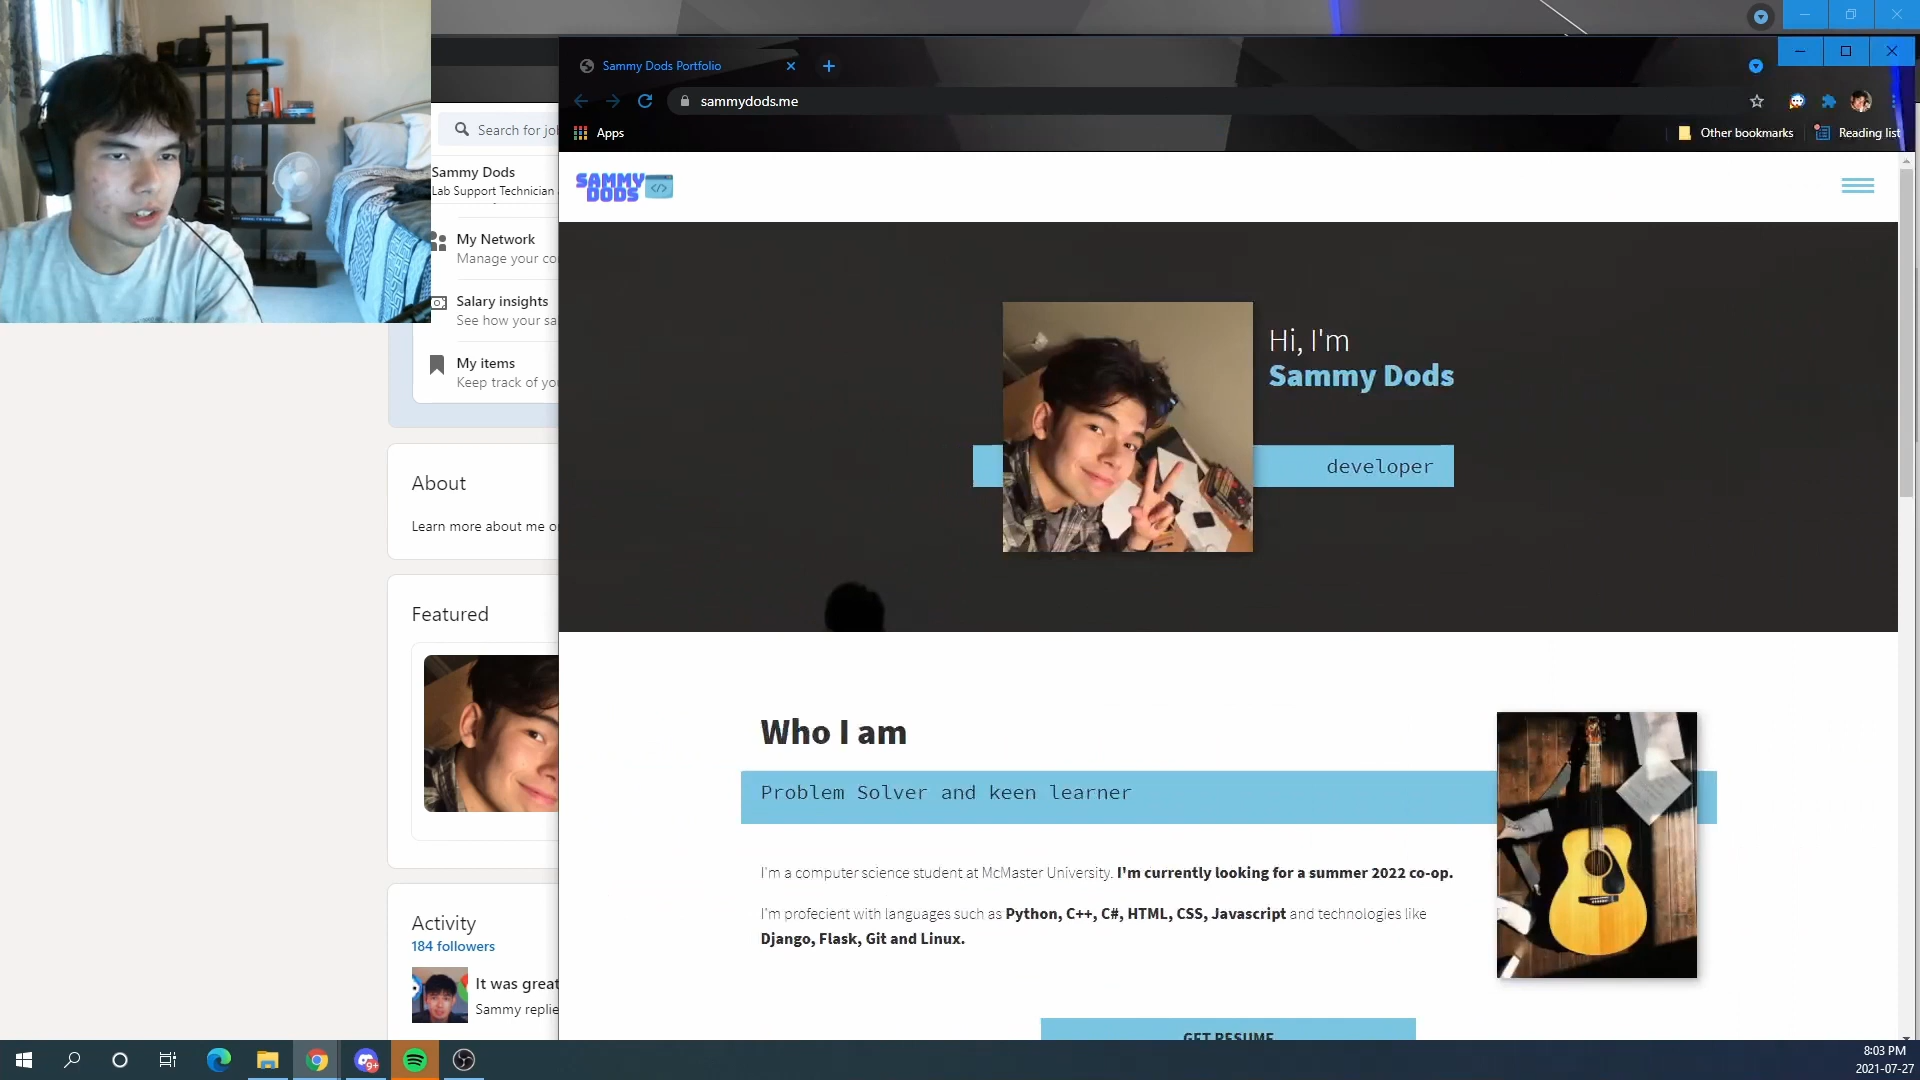 Sammy Dods Portfolio
sammydods.me
Apps
Other bookmarks
Reading list
Search for jo
Sammy Dods
Lab Support Technician
My Network
Manage your co
Salary insights
See how your sa
My items
Keep track of yo
About
Learn more about me o
Featured
Activity
184 followers
It was great
Sammy replie
SAMMY
DODS </>
Hi, I'm
Sammy Dods
developer
Who I am
Problem Solver and keen learner
I'm a computer science student at McMaster University. I'm currently looking for a summer 2022 co-op.
I'm profecient with languages such as Python, C++, C#, HTML, CSS, Javascript and technologies like
Django, Flask, Git and Linux.
GET RESUME
9+
8:03 PM
2021-07-27